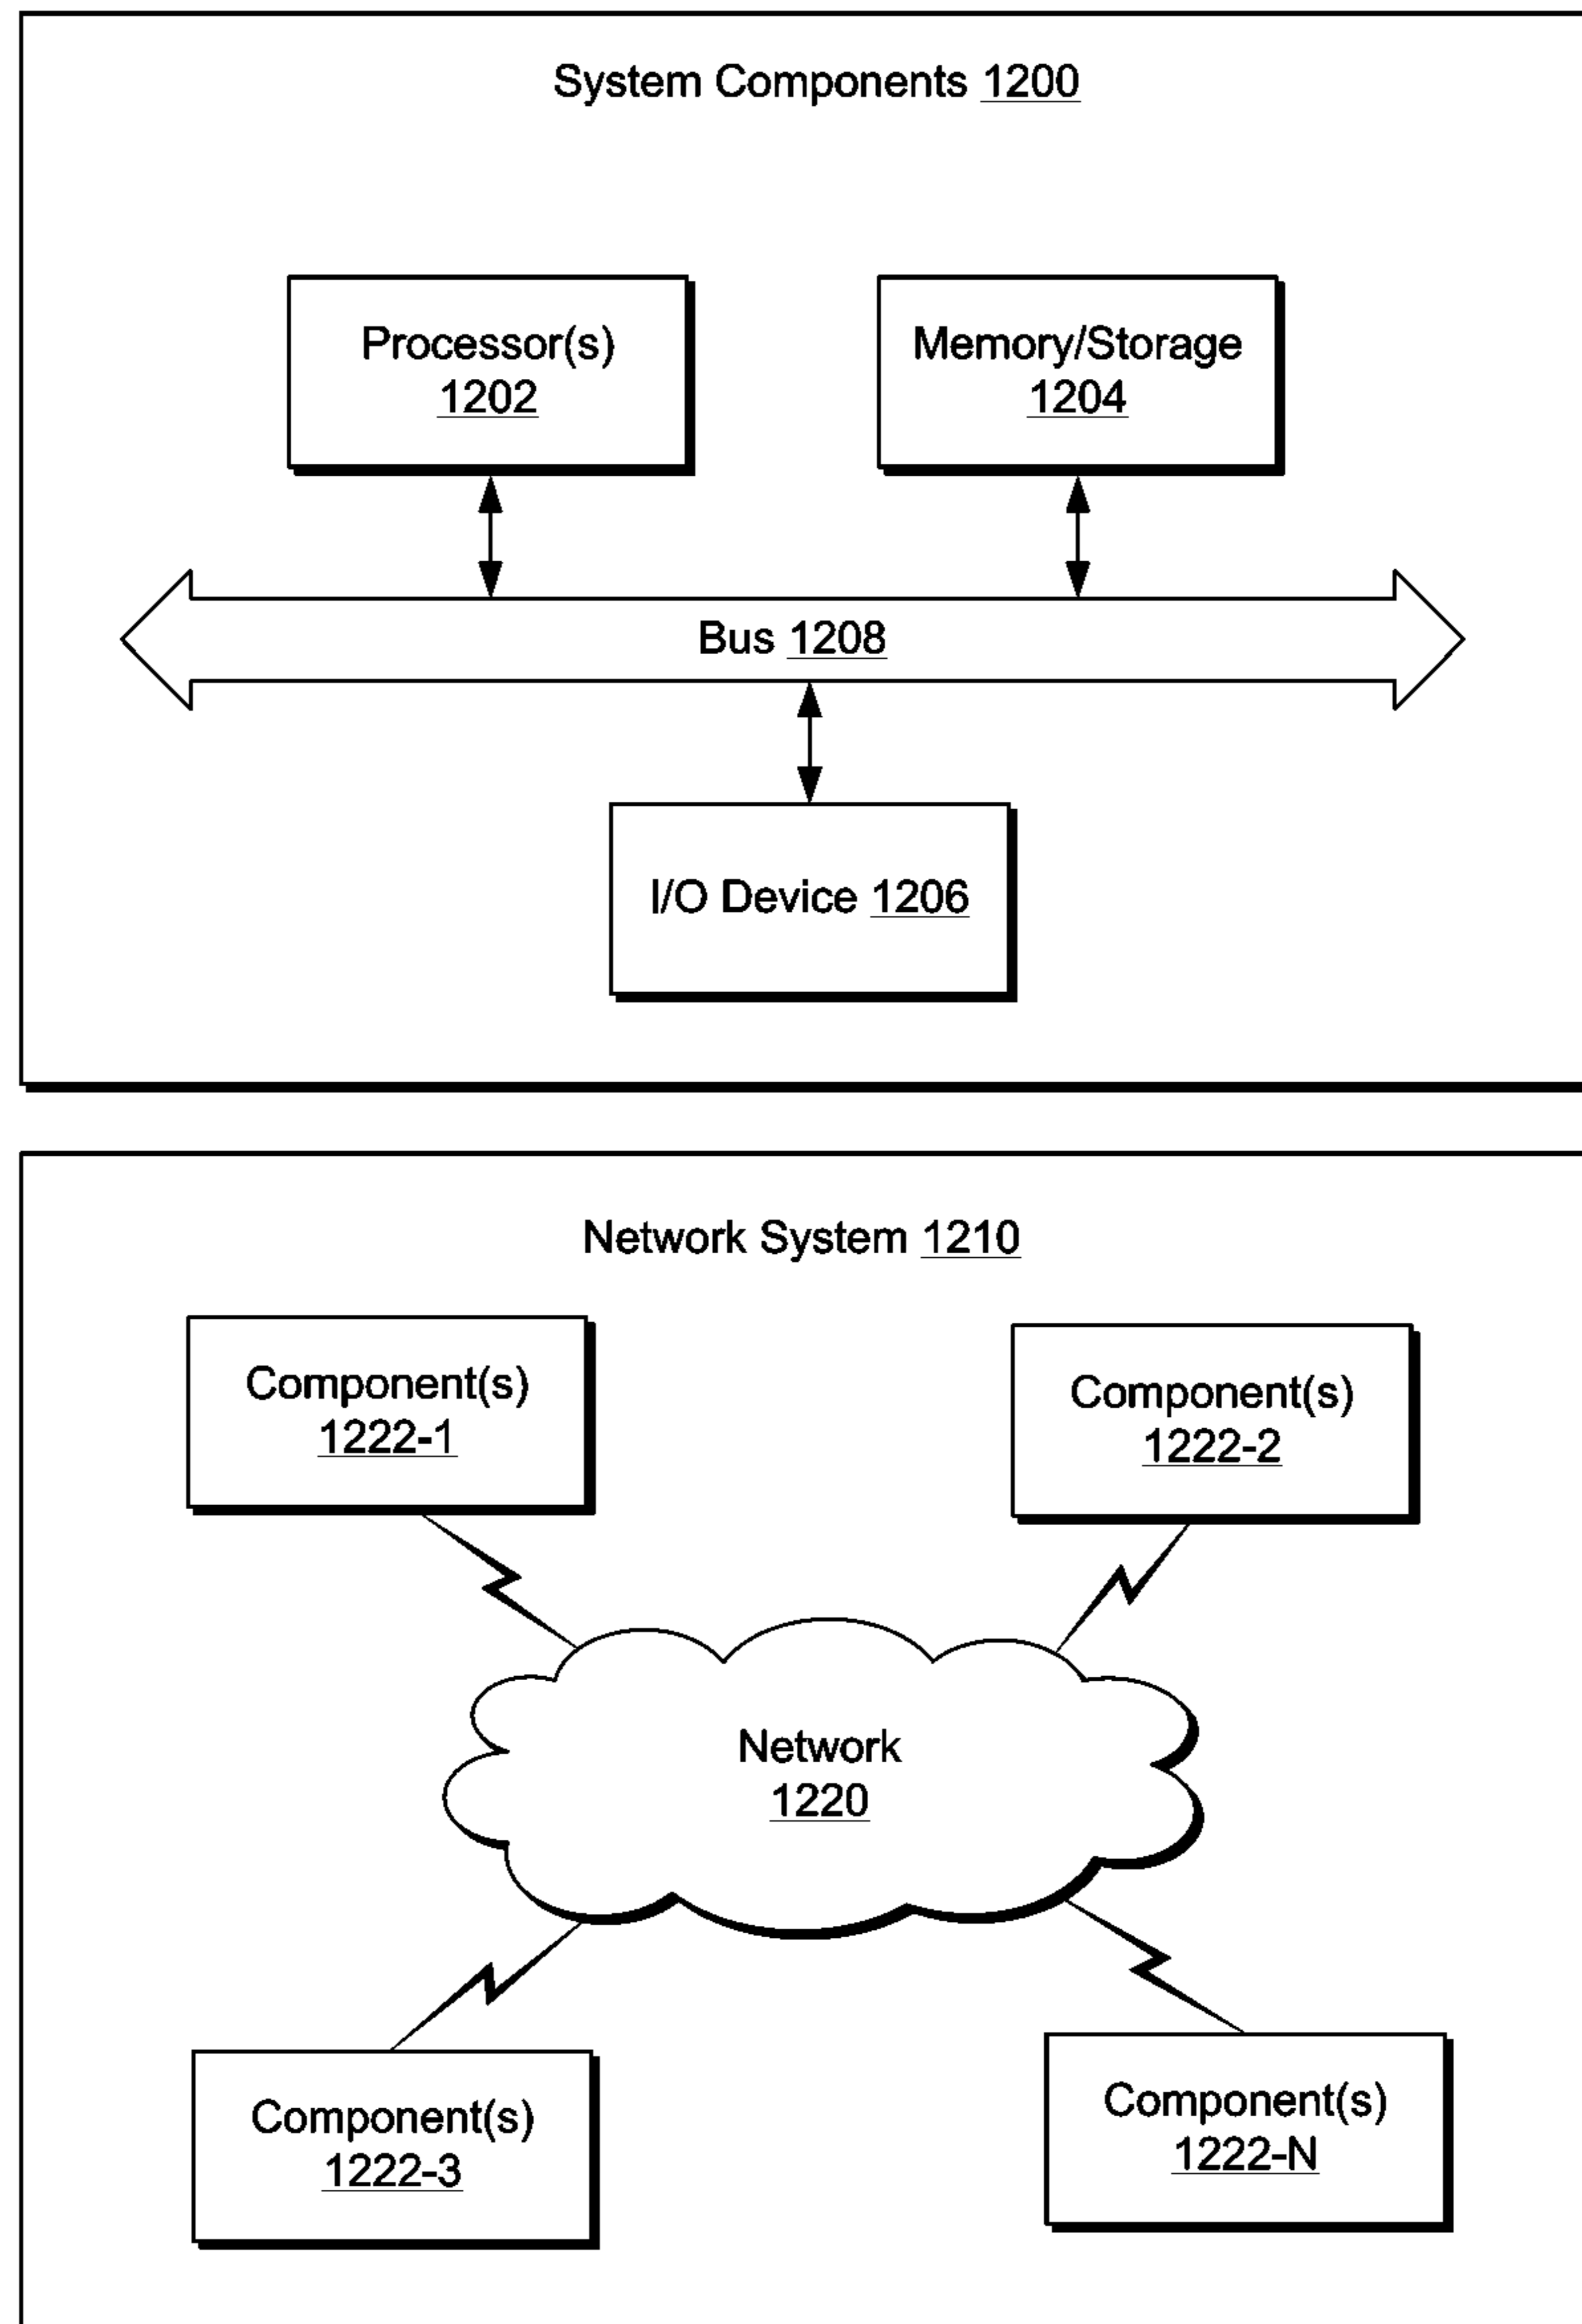 System Components 1200
Processor(s)
1202
Memory/Storage
1204
Bus 1208
I/O Device 1206
Network System 1210
Component(s)
1222-1
Component(s)
1222-2
Network
1220
Component(s)
1222-3
Component(s)
1222-N